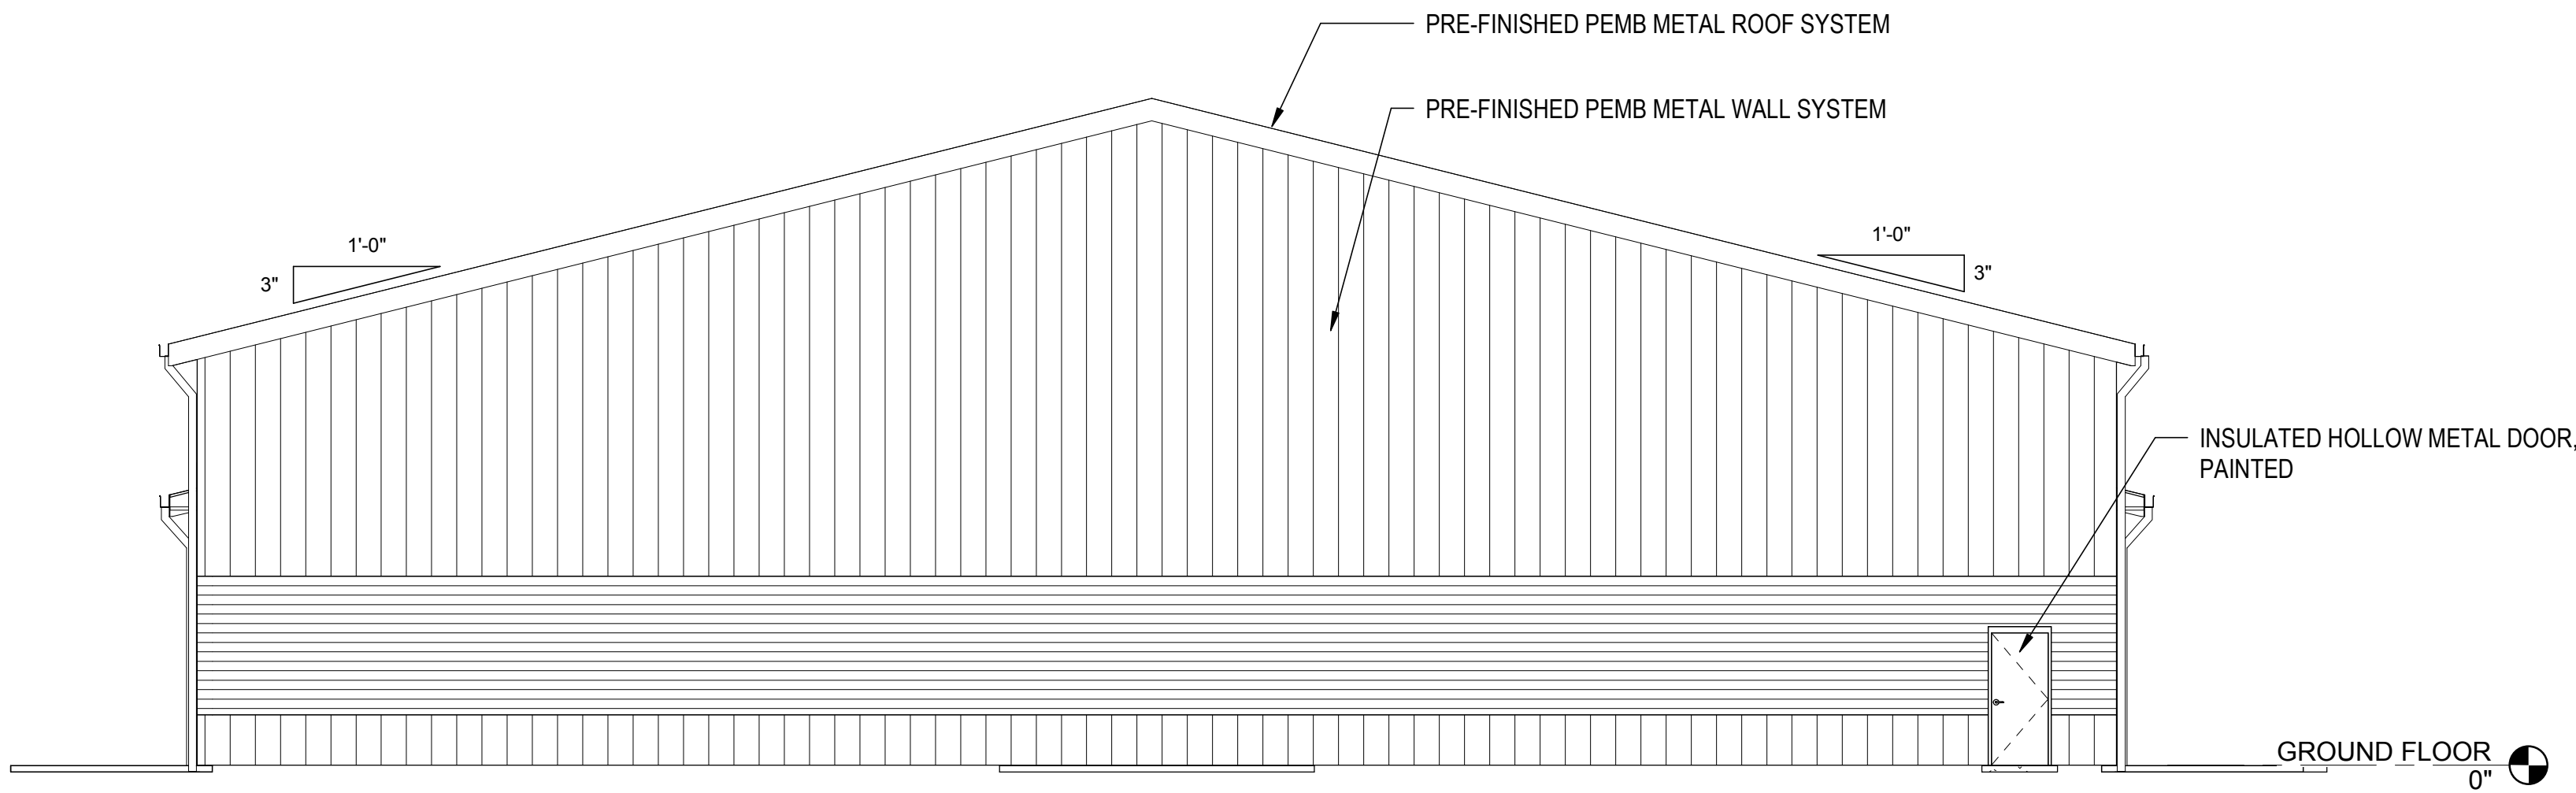 PRE-FINISHED PEMB METAL ROOF SYSTEM
PRE-FINISHED PEMB METAL WALL SYSTEM
1'-0"
3"
1'-0"
3"
INSULATED HOLLOW METAL DOOR,
PAINTED
GROUND FLOOR
0"